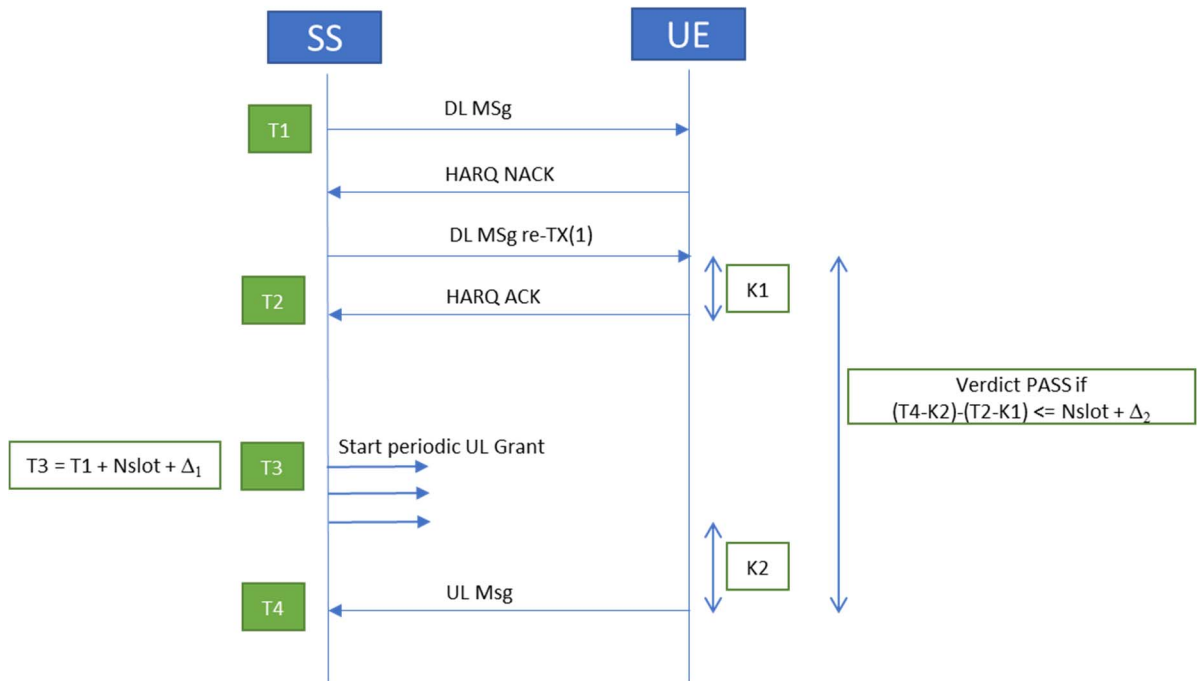 SS
UE
DL MSg
T1
HARQ NACK
DL MSg re-TX(1)
K1
T2
HARQ ACK
Verdict PASS if
(T4-K2)-(T2-K1) <= Nslot + Δ₂
Start periodic UL Grant
T3 = T1 + Nslot + Δ₁
T3
K2
UL Msg
T4